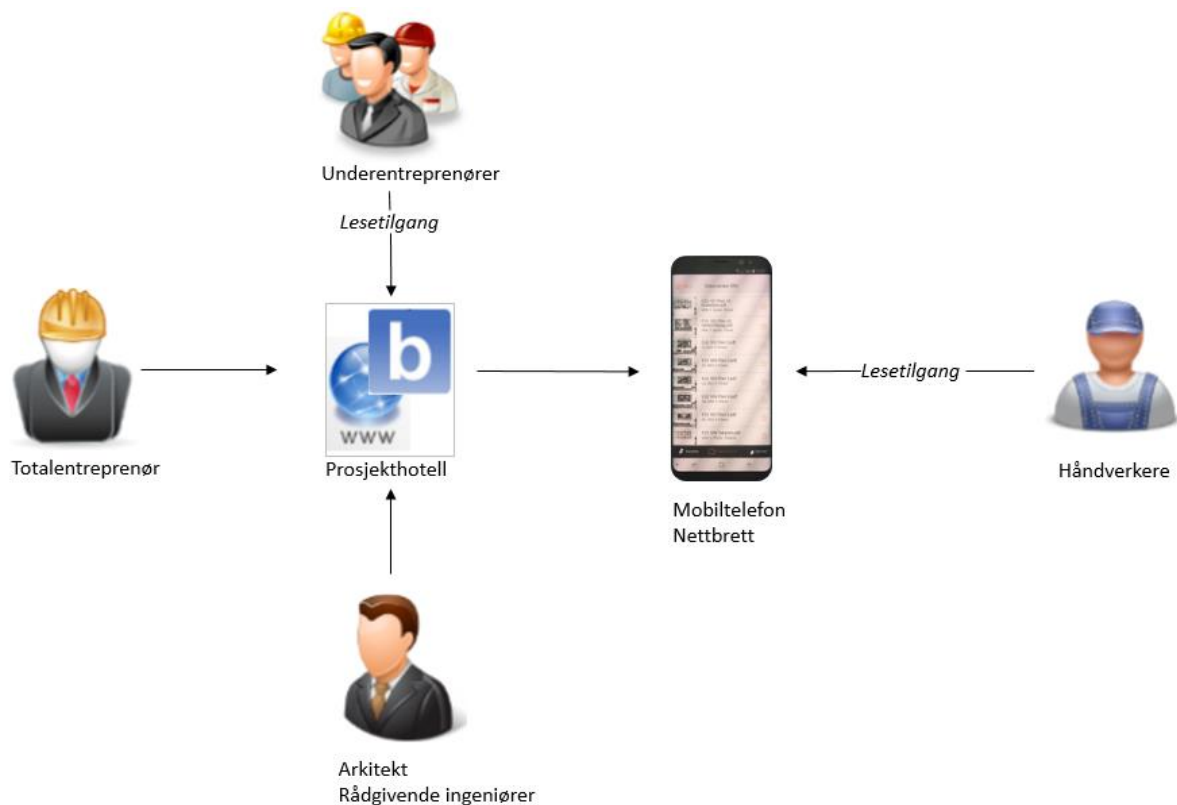 Underentreprenører
Lesetilgang
b
www
Prosjekthotell
Totalentreprenør
Lesetilgang
Håndverkere
Mobiltelefon
Nettbrett
Arkitekt
Rådgivende ingeniører